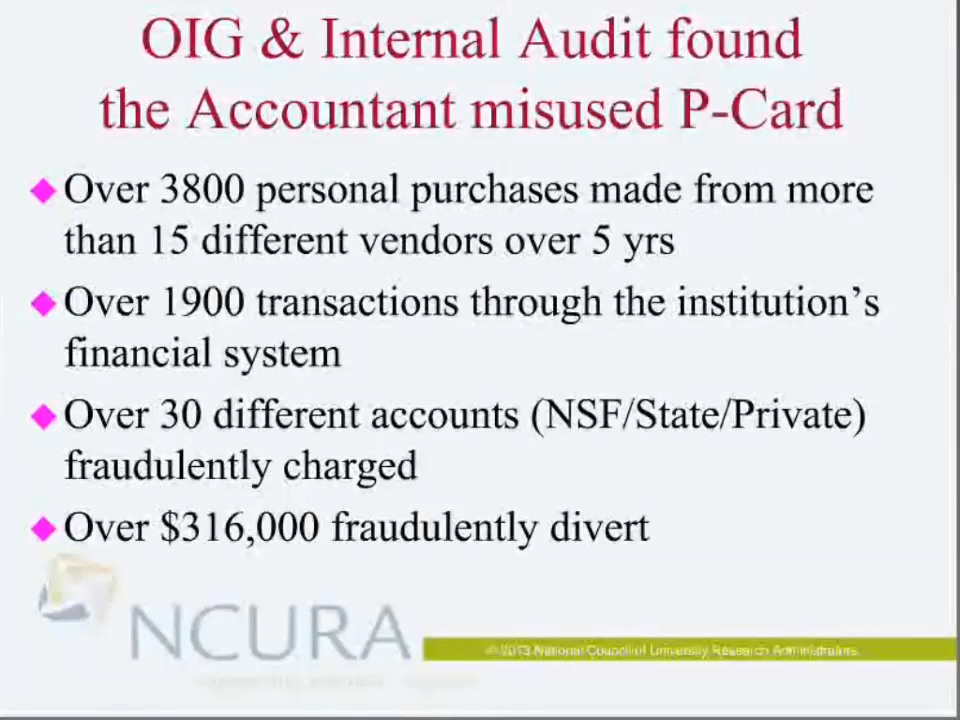 OIG & Internal Audit found
the Accountant misused P-Card
Over 3800 personal purchases made from more
than 15 different vendors over 5 yrs
Over 1900 transactions through the institution's
financial system
Over 30 different accounts (NSF/State/Private)
fraudulently charged
Over $316,000 fraudulently divert
NCURA
© 2013 National Council of University Research Administrators